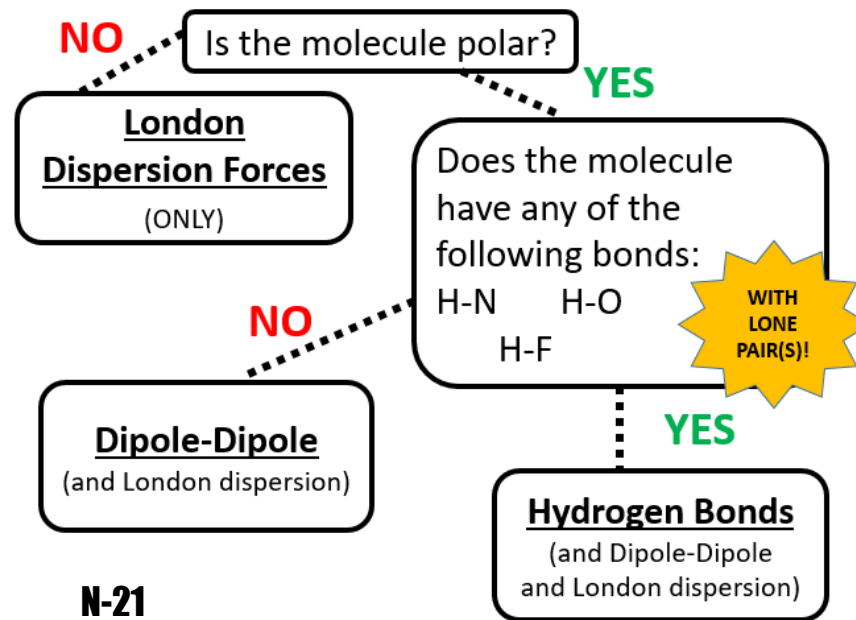 Is the molecule polar?
NO
YES
London
Dispersion Forces
(ONLY)
Does the molecule
have any of the
following bonds:
H-N H-O
H-F
WITH
LONE
PAIR(S)!
NO
YES
Dipole-Dipole
(and London dispersion)
Hydrogen Bonds
(and Dipole-Dipole
and London dispersion)
N-21